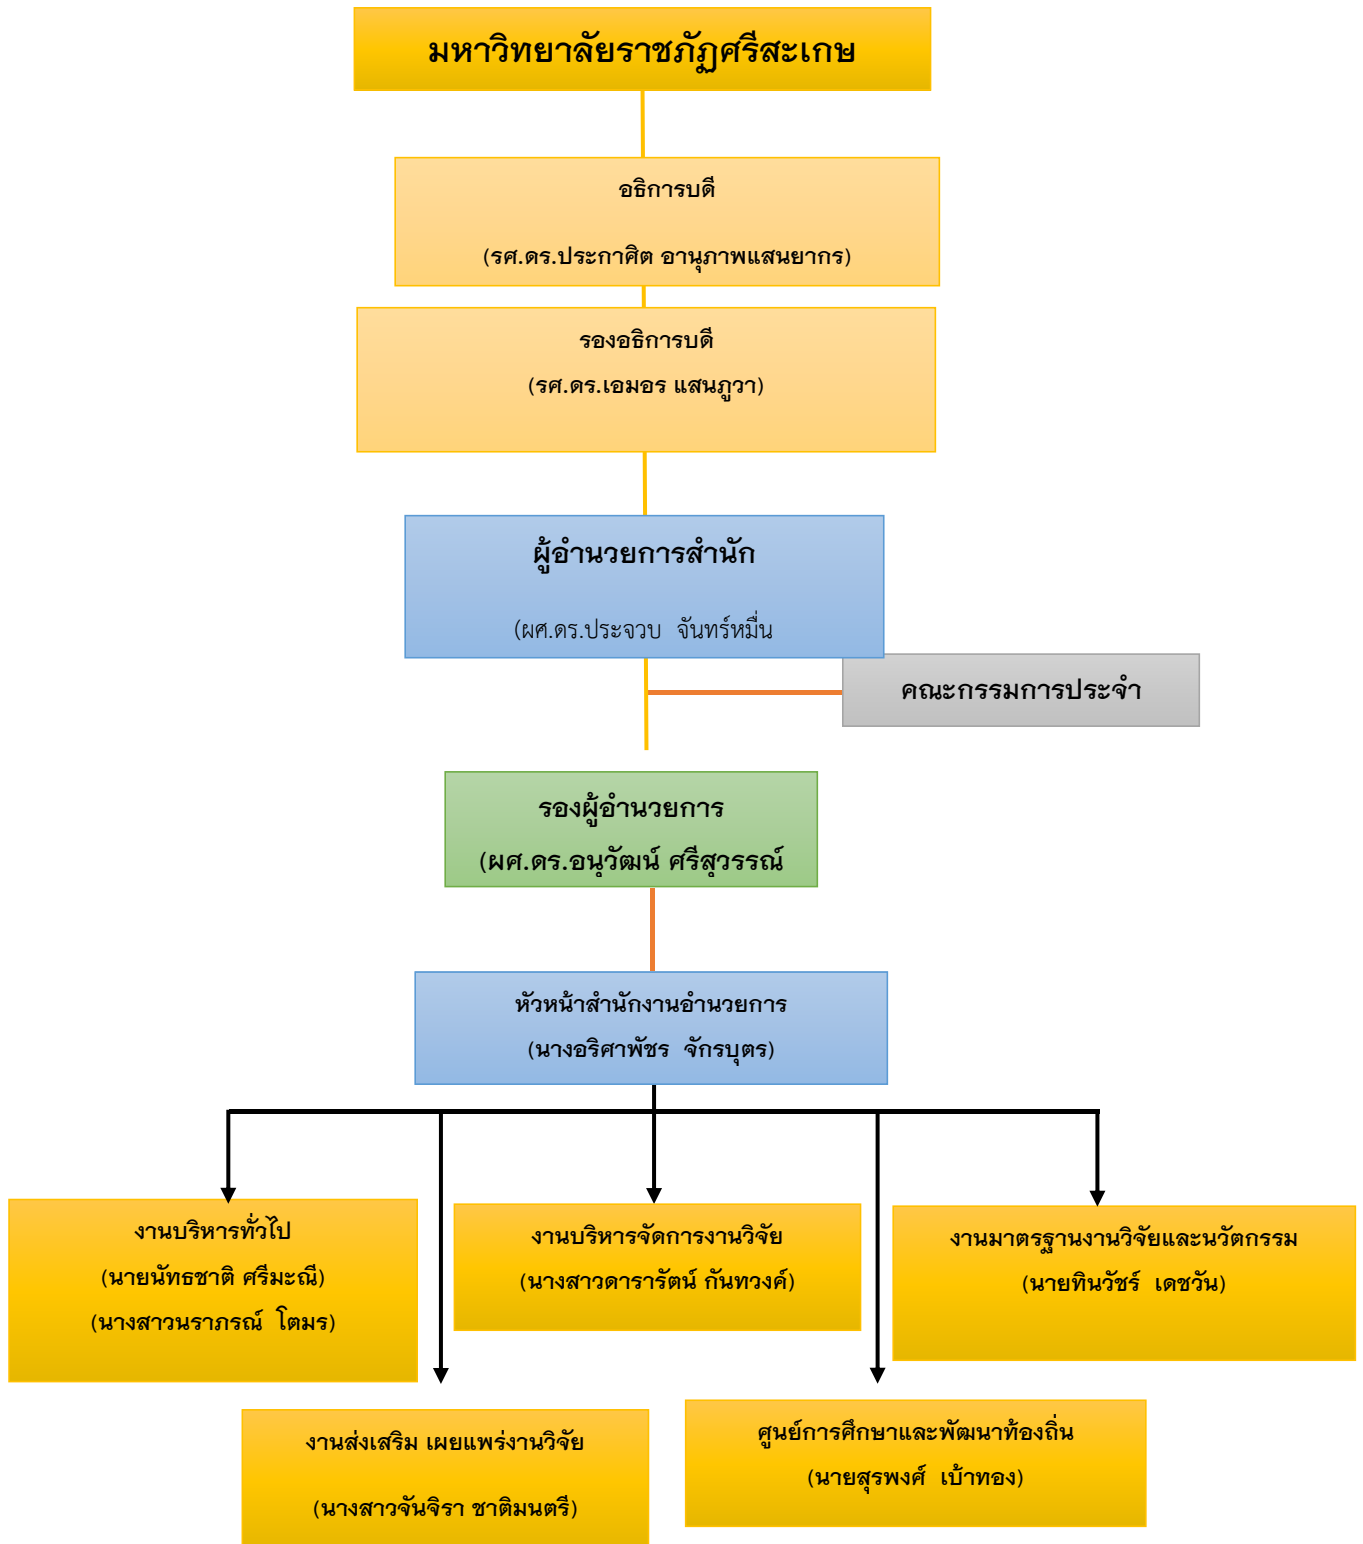 มหาวิทยาลัยราชภัฏศรีสะเกษ
อธิการบดี
(รศ.ดร.ประกาศิต อานุภาพแสนยากร)
รองอธิการบดี
(รศ.ดร.เอมอร แสนภูวา)
ผู้อำนวยการสำนัก
(ผศ.ดร.ประจวบ จันทร์หมื่น
คณะกรรมการประจำ
รองผู้อำนวยการ
(ผศ.ดร.อนุวัฒน์ ศรีสุวรรณ์
หัวหน้าสำนักงานอำนวยการ
(นางอริศาพัชร จักรบุตร)
งานบริหารทั่วไป
(นายนัทธชาติ ศรีมะณี)
(นางสาวนราภรณ์ โตมร)
งานบริหารจัดการงานวิจัย
(นางสาวดารารัตน์ กันทวงค์)
งานมาตรฐานงานวิจัยและนวัตกรรม
(นายทินวัชร์ เดชวัน)
งานส่งเสริม เผยแพร่งานวิจัย
(นางสาวจันจิรา ชาติมนตรี)
ศูนย์การศึกษาและพัฒนาท้องถิ่น
(นายสุรพงศ์ เบ้าทอง)